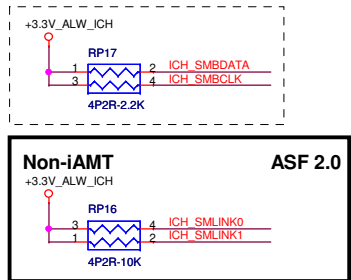 +3.3V_ALW_ICH
RP17
1 2 ICH_SMBDATA
3 4 ICH_SMBCLK
4P2R-2.2K
Non-iAMT ASF 2.0
+3.3V_ALW_ICH
RP16
3 4 ICH_SMLINK0
1 2 ICH_SMLINK1
4P2R-10K